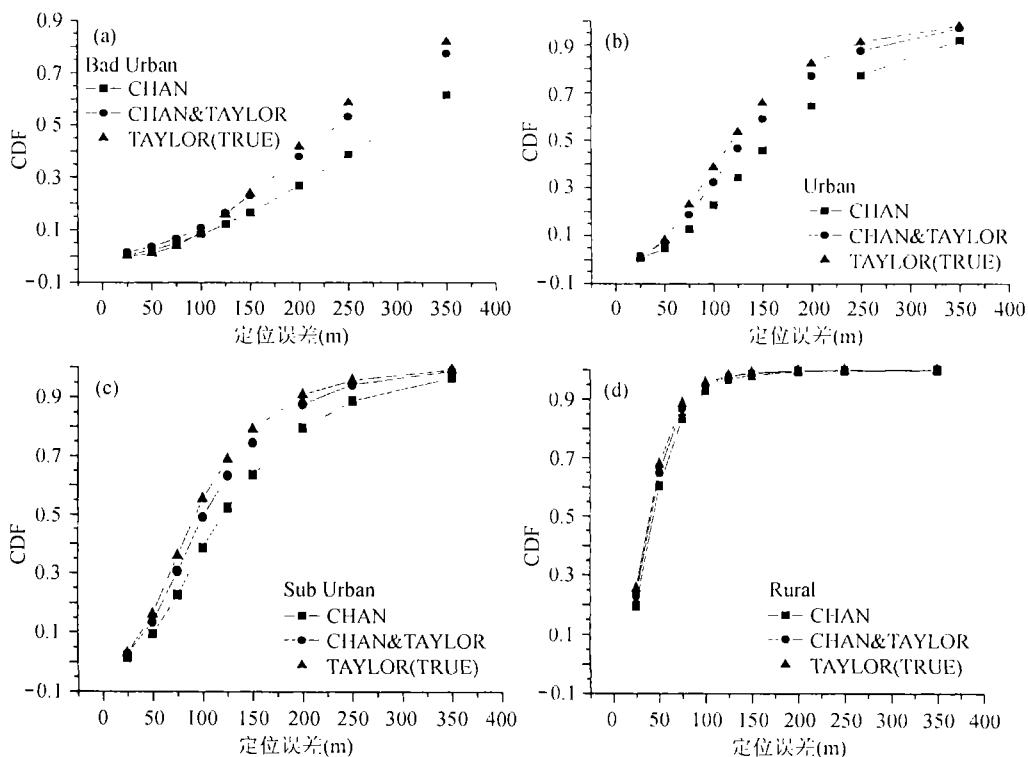 (a)
Bad Urban
CHAN
CHAN&TAYLOR
TAYLOR(TRUE)
CDF
0.9
0.7
0.5
0.3
0.1
−0.1
0 50 100 150 200 250 300 350 400
定位误差(m)
(b)
Urban
CHAN
CHAN&TAYLOR
TAYLOR(TRUE)
CDF
0.9
0.7
0.5
0.3
0.1
−0.1
0 50 100 150 200 250 300 350 400
定位误差(m)
(c)
Sub Urban
CHAN
CHAN&TAYLOR
TAYLOR(TRUE)
CDF
0.9
0.7
0.5
0.3
0.1
−0.1
0 50 100 150 200 250 300 350 400
定位误差(m)
(d)
Rural
CHAN
CHAN&TAYLOR
TAYLOR(TRUE)
CDF
0.9
0.7
0.5
0.3
0.1
−0.1
0 50 100 150 200 250 300 350 400
定位误差(m)